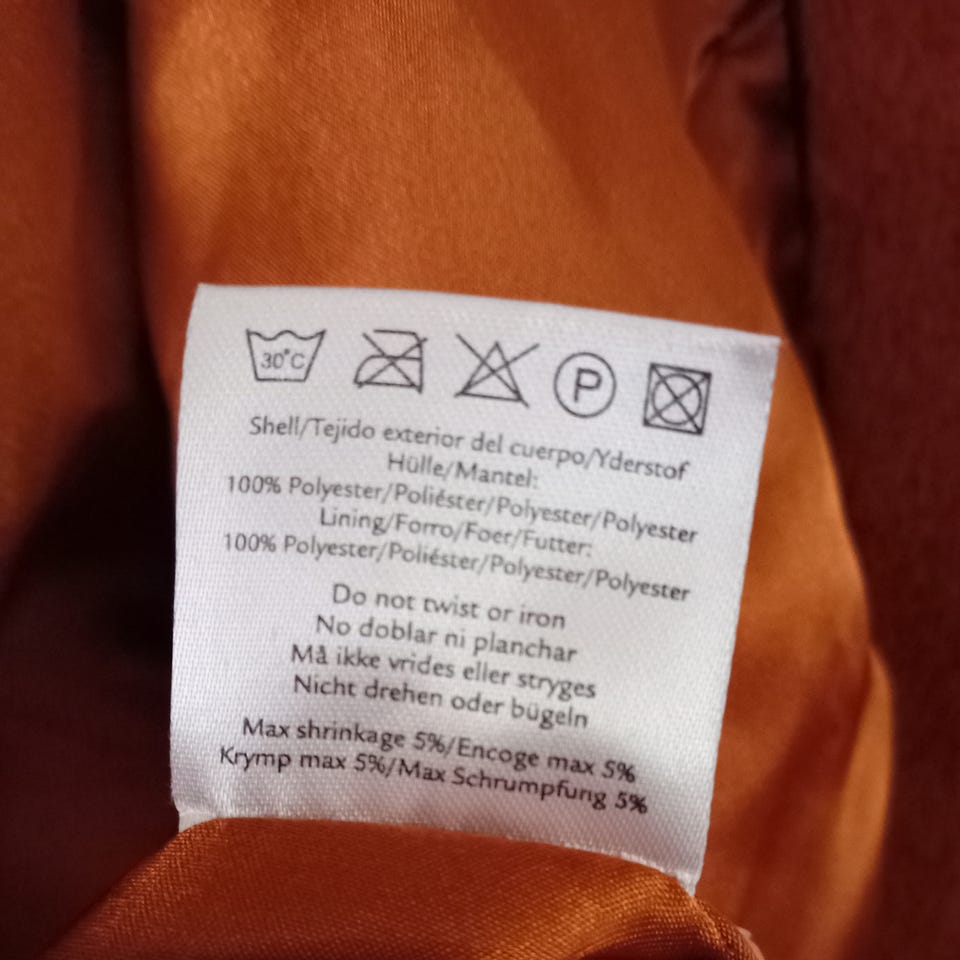 30°C
P
Shell/Tejido exterior del cuerpo/Yderstof
Hülle/Mantel:
100% Polyester/Poliéster/Polyester/Polyester
Lining/Forro/Foer/Futter:
100% Polyester/Poliéster/Polyester/Polyester
Do not twist or iron
No doblar ni planchar
Må ikke vrides eller stryges
Nicht drehen oder bügeln
Max shrinkage 5%/Encoge max 5%
Krymp max 5%/Max Schrumpfung 5%